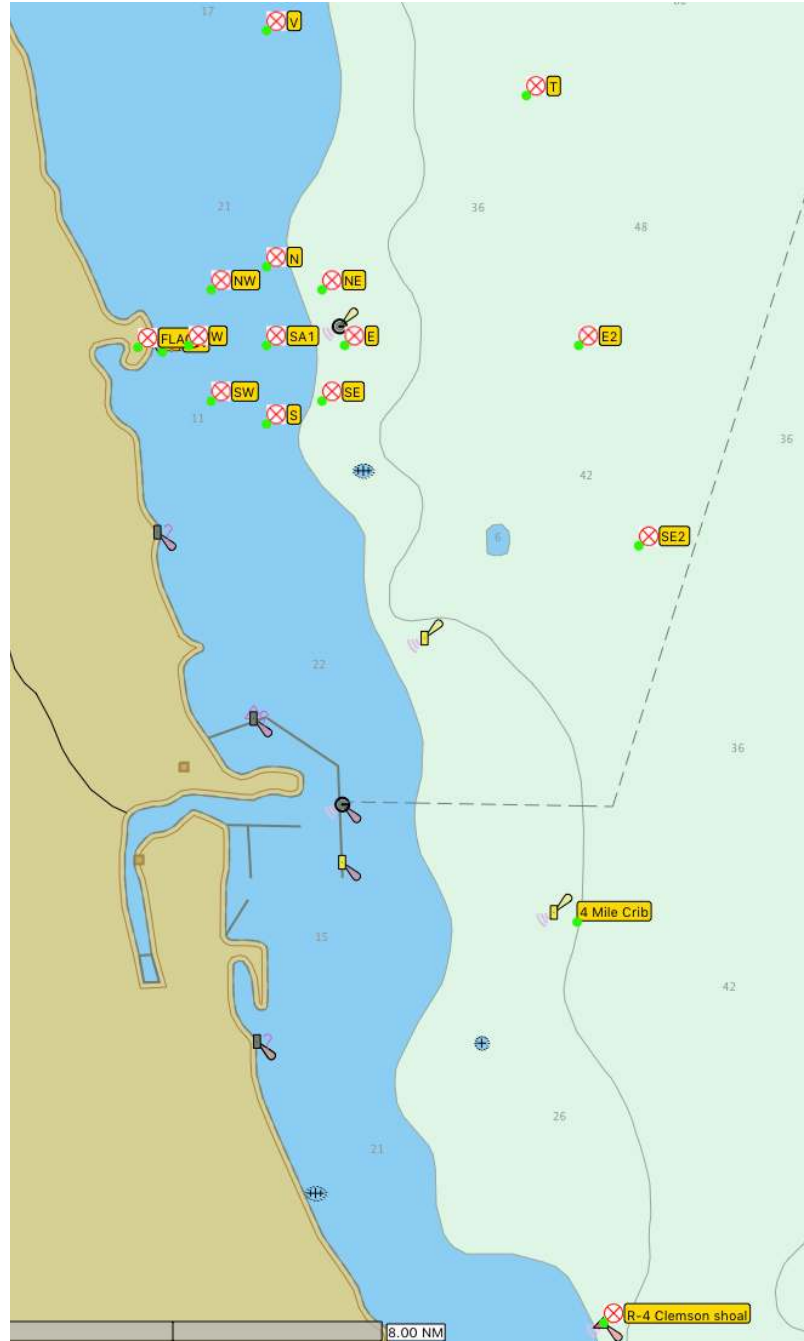 17
V
T
21
36
48
N
NW
NE
FLA
W
SA1
E
E2
SW
SE
11
S
36
42
6
SE2
22
36
4 Mile Crib
15
42
26
21
R-4 Clemson shoal
8.00 NM